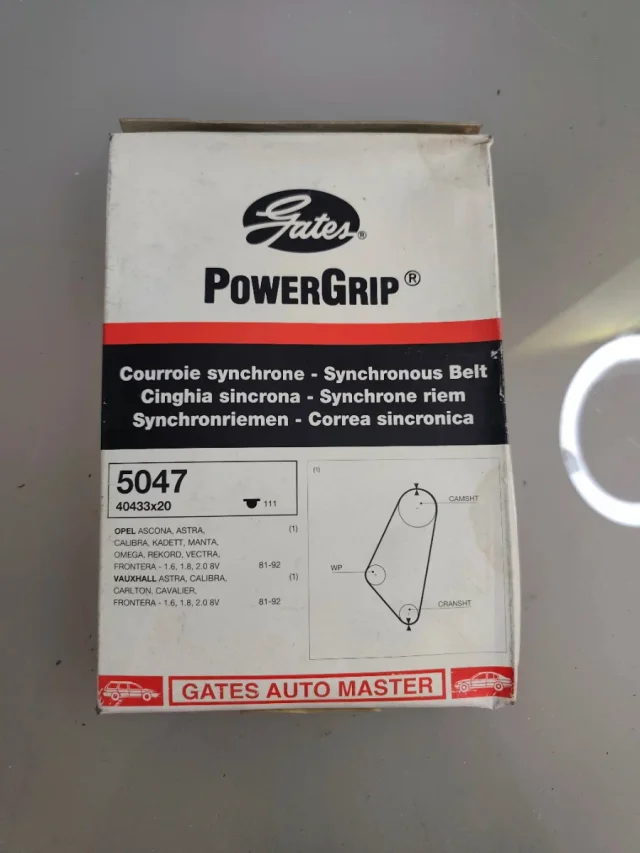 Gates®
POWERGRIP®
Courroie synchrone - Synchronous Belt
Cinghia sincrona - Synchrone riem
Synchronriemen - Correa sincronica
5047
40433x20 111
OPEL ASCONA, ASTRA, (1)
CALIBRA, KADETT, MANTA,
OMEGA, REKORD, VECTRA,
FRONTERA - 1.6, 1.8, 2.0 8V 81-92
VAUXHALL ASTRA, CALIBRA, (1)
CARLTON, CAVALIER,
FRONTERA - 1.6, 1.8, 2.0 8V 81-92
(1)
CAMSHT
WP
CRANSHT
GATES AUTO MASTER